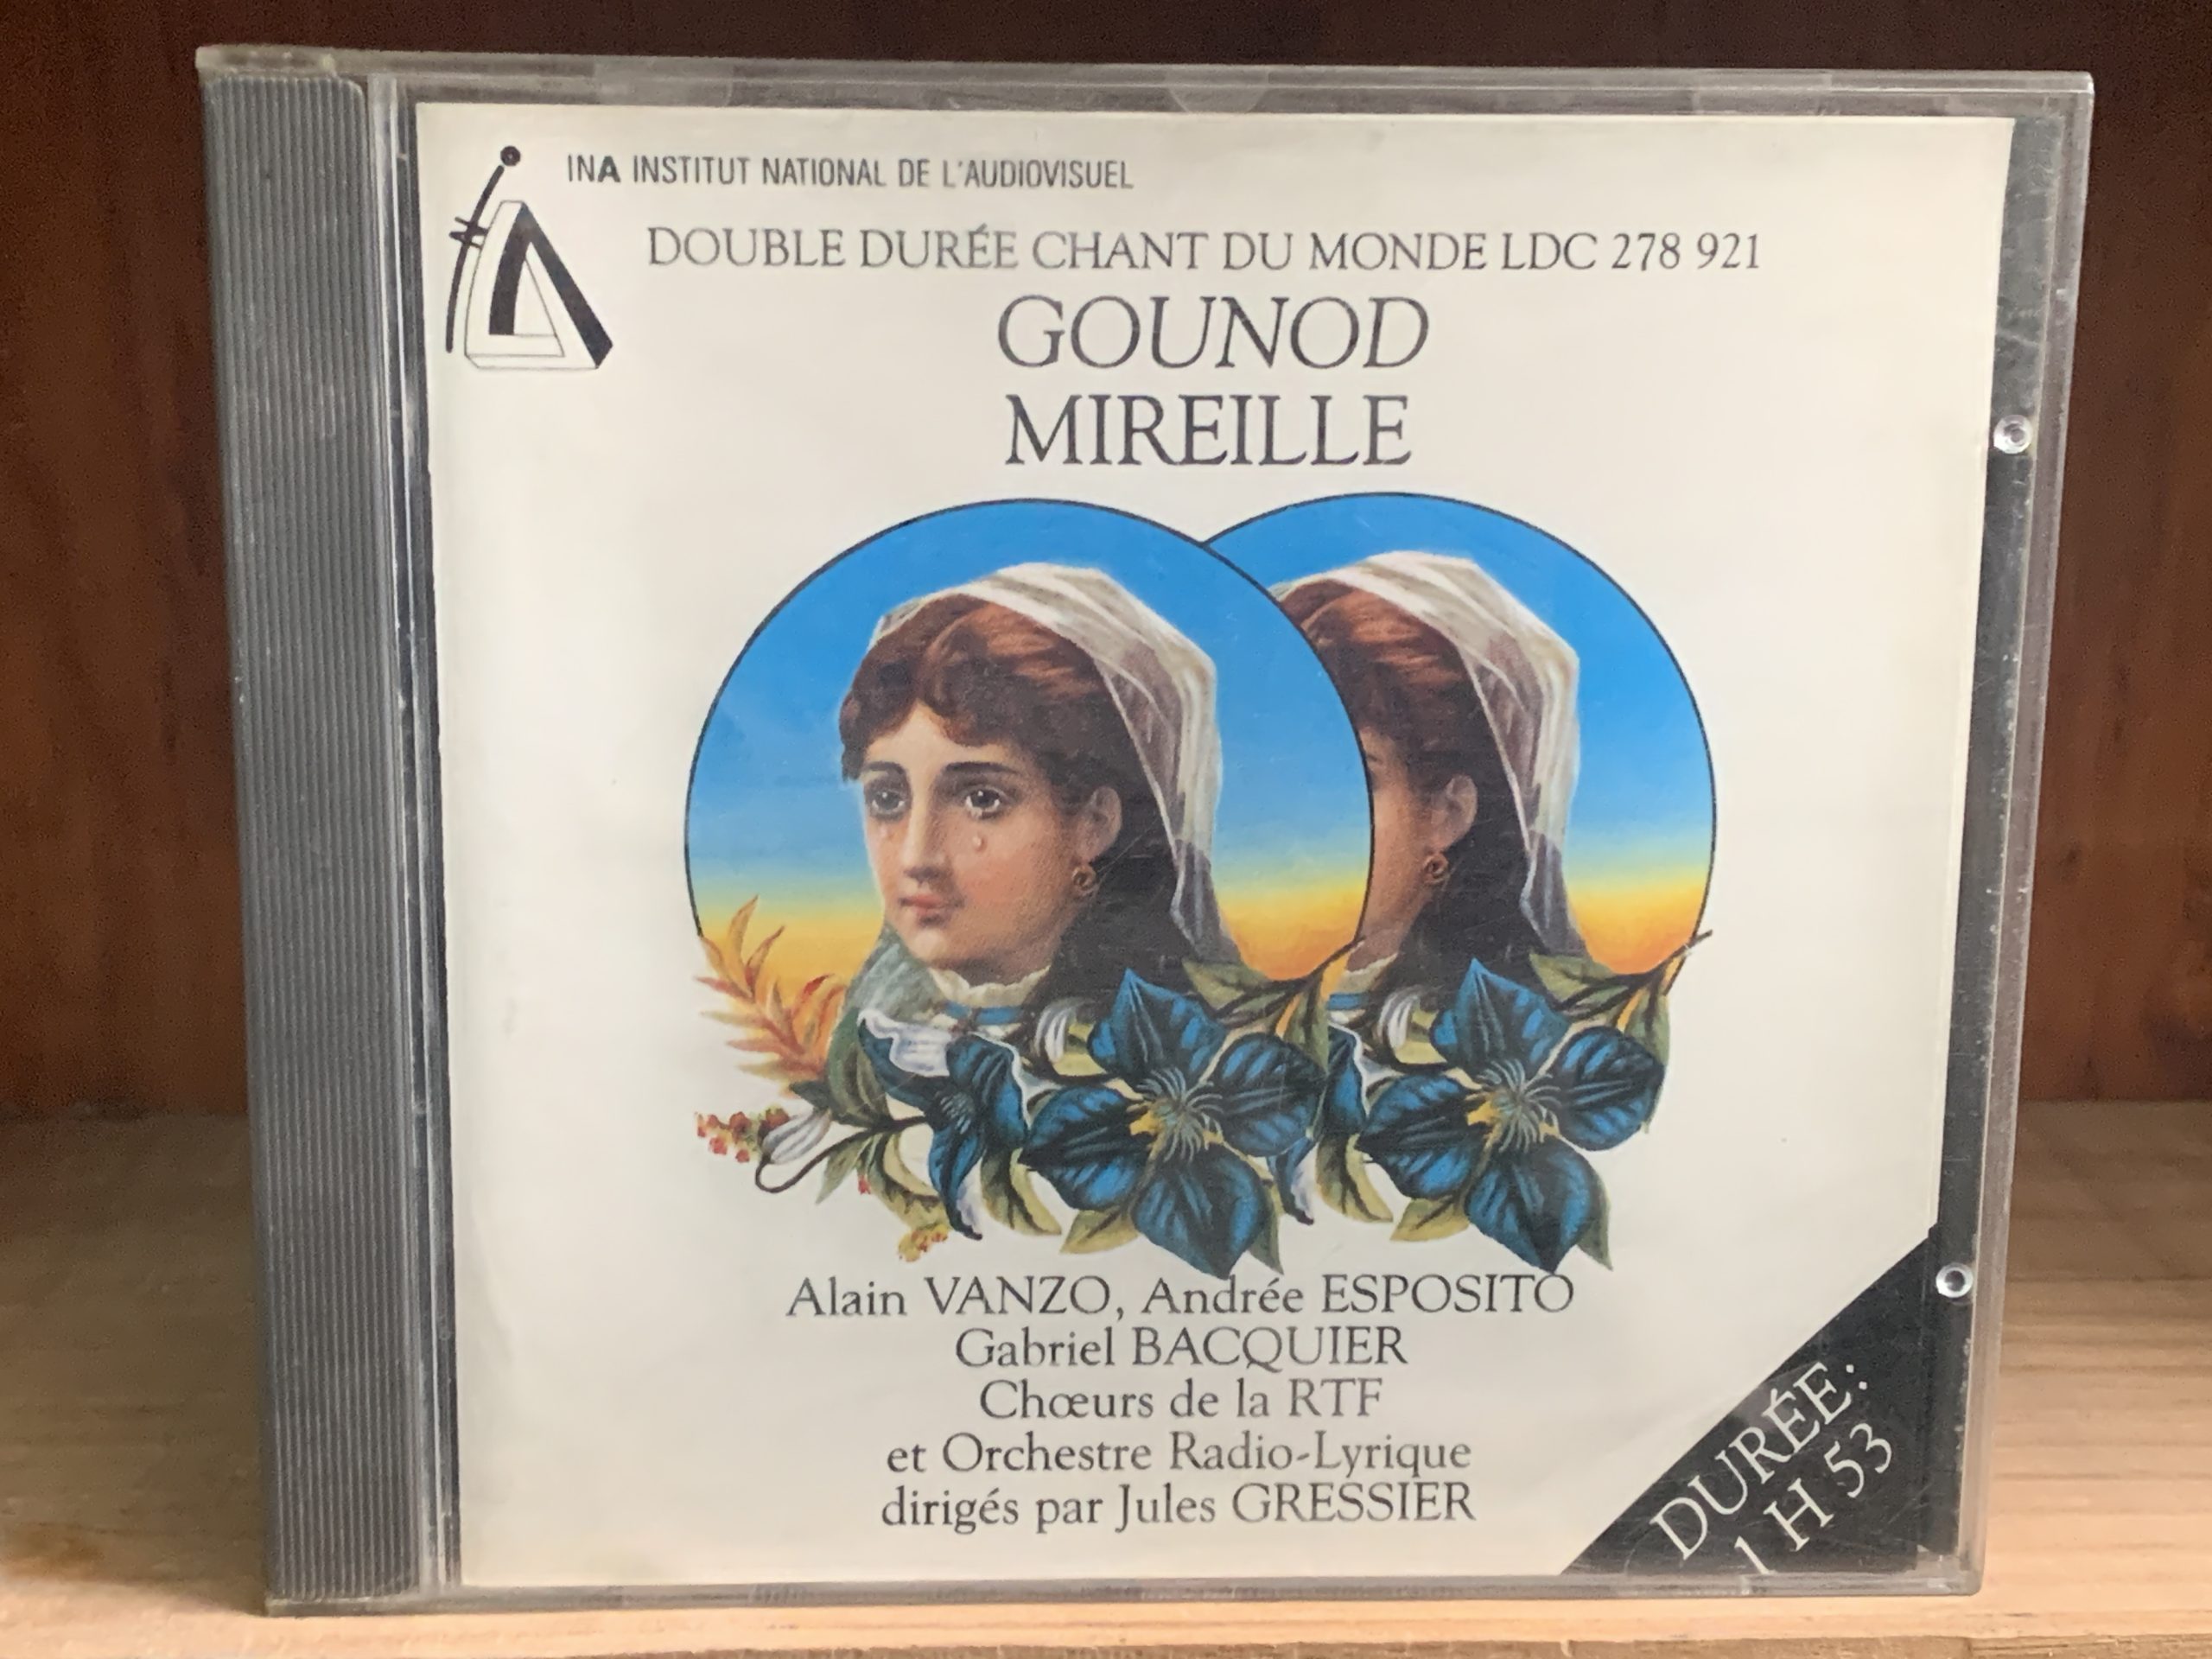 INA INSTITUT NATIONAL DE L'AUDIOVISUEL
DOUBLE DURÉE CHANT DU MONDE LDC 278 921
GOUNOD
MIREILLE
Alain VANZO, Andrée ESPOSITO
Gabriel BACQUIER
Chœurs de la RTF
et Orchestre Radio-Lyrique
dirigés par Jules GRESSIER
DURÉE:
1 H 53